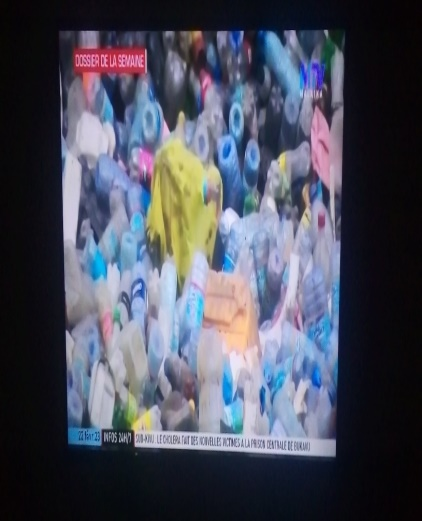 DOSSIER DE LA SEMAINE
INFOS 24H/7
SUD-KIVU : LE CHOLERA FAIT DES NOUVELLES VICTIMES A LA PRISON CENTRALE DE BUKAVU